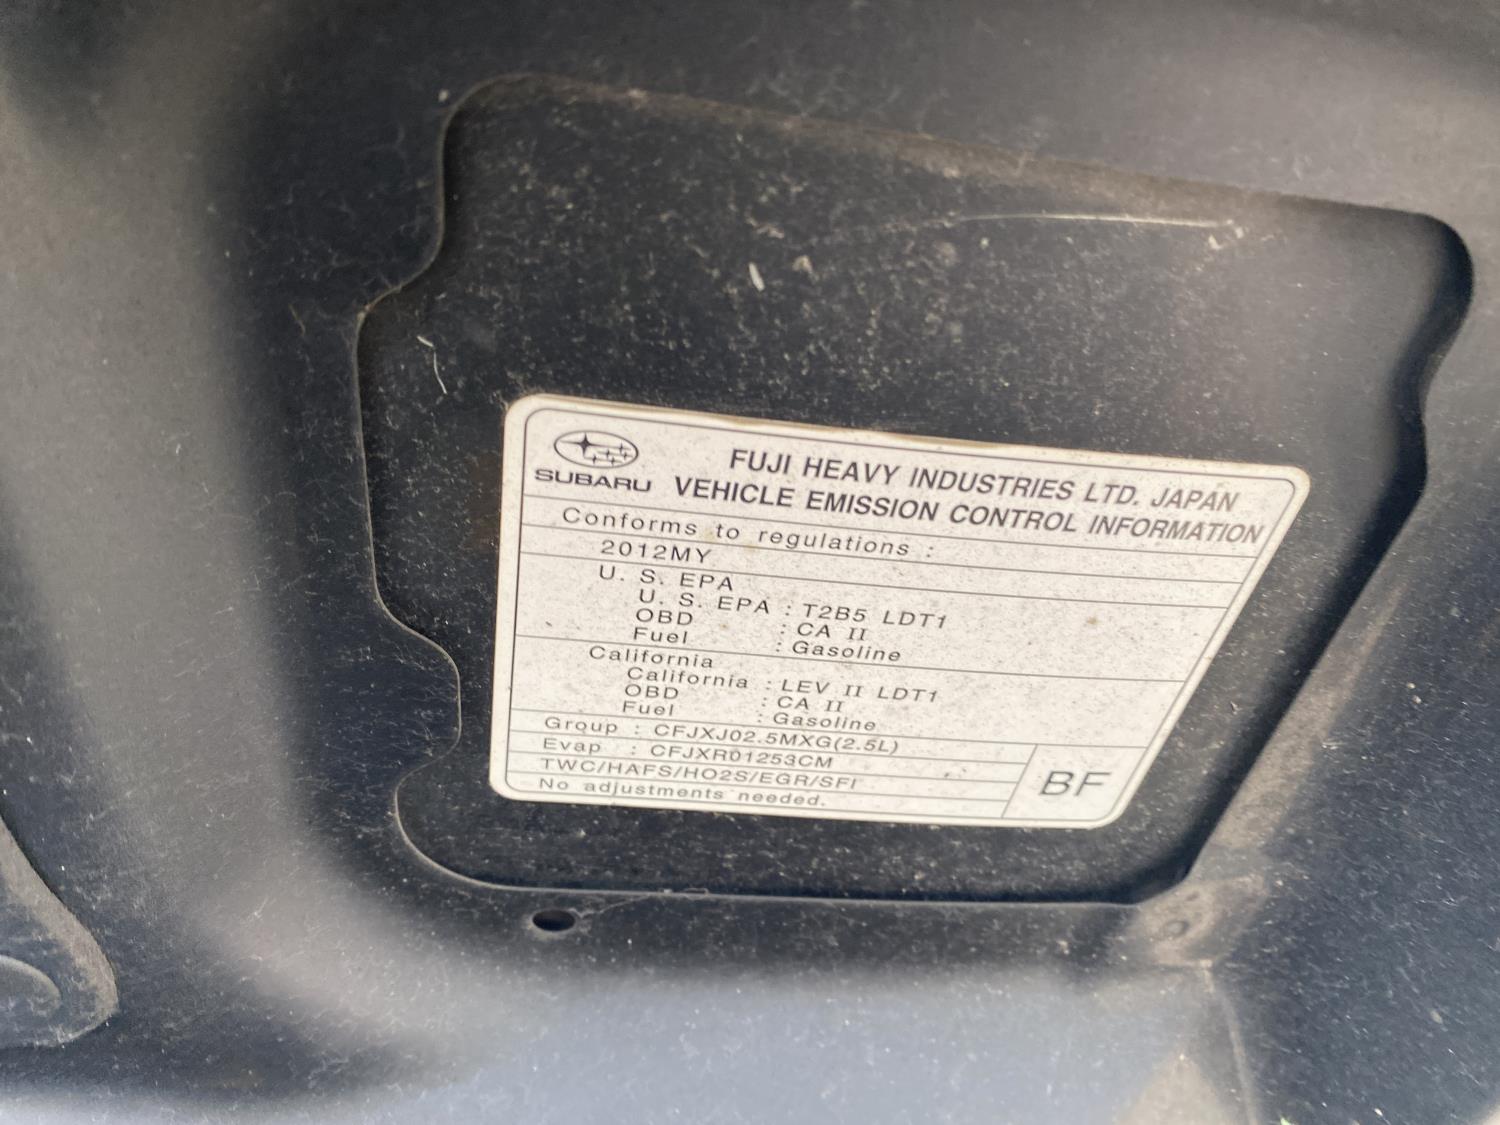 SUBARU
FUJI HEAVY INDUSTRIES LTD. JAPAN
VEHICLE EMISSION CONTROL INFORMATION
Conforms to regulations :
2012MY
U. S. EPA
U. S. EPA : T2B5 LDT1
OBD : CA II
Fuel : Gasoline
California
California : LEV II LDT1
OBD : CA II
Fuel : Gasoline
Group : CFJXJ02.5MXG(2.5L)
Evap : CFJXR01253CM
TWC/HAFS/HO2S/EGR/SFI
No adjustments needed.
BF